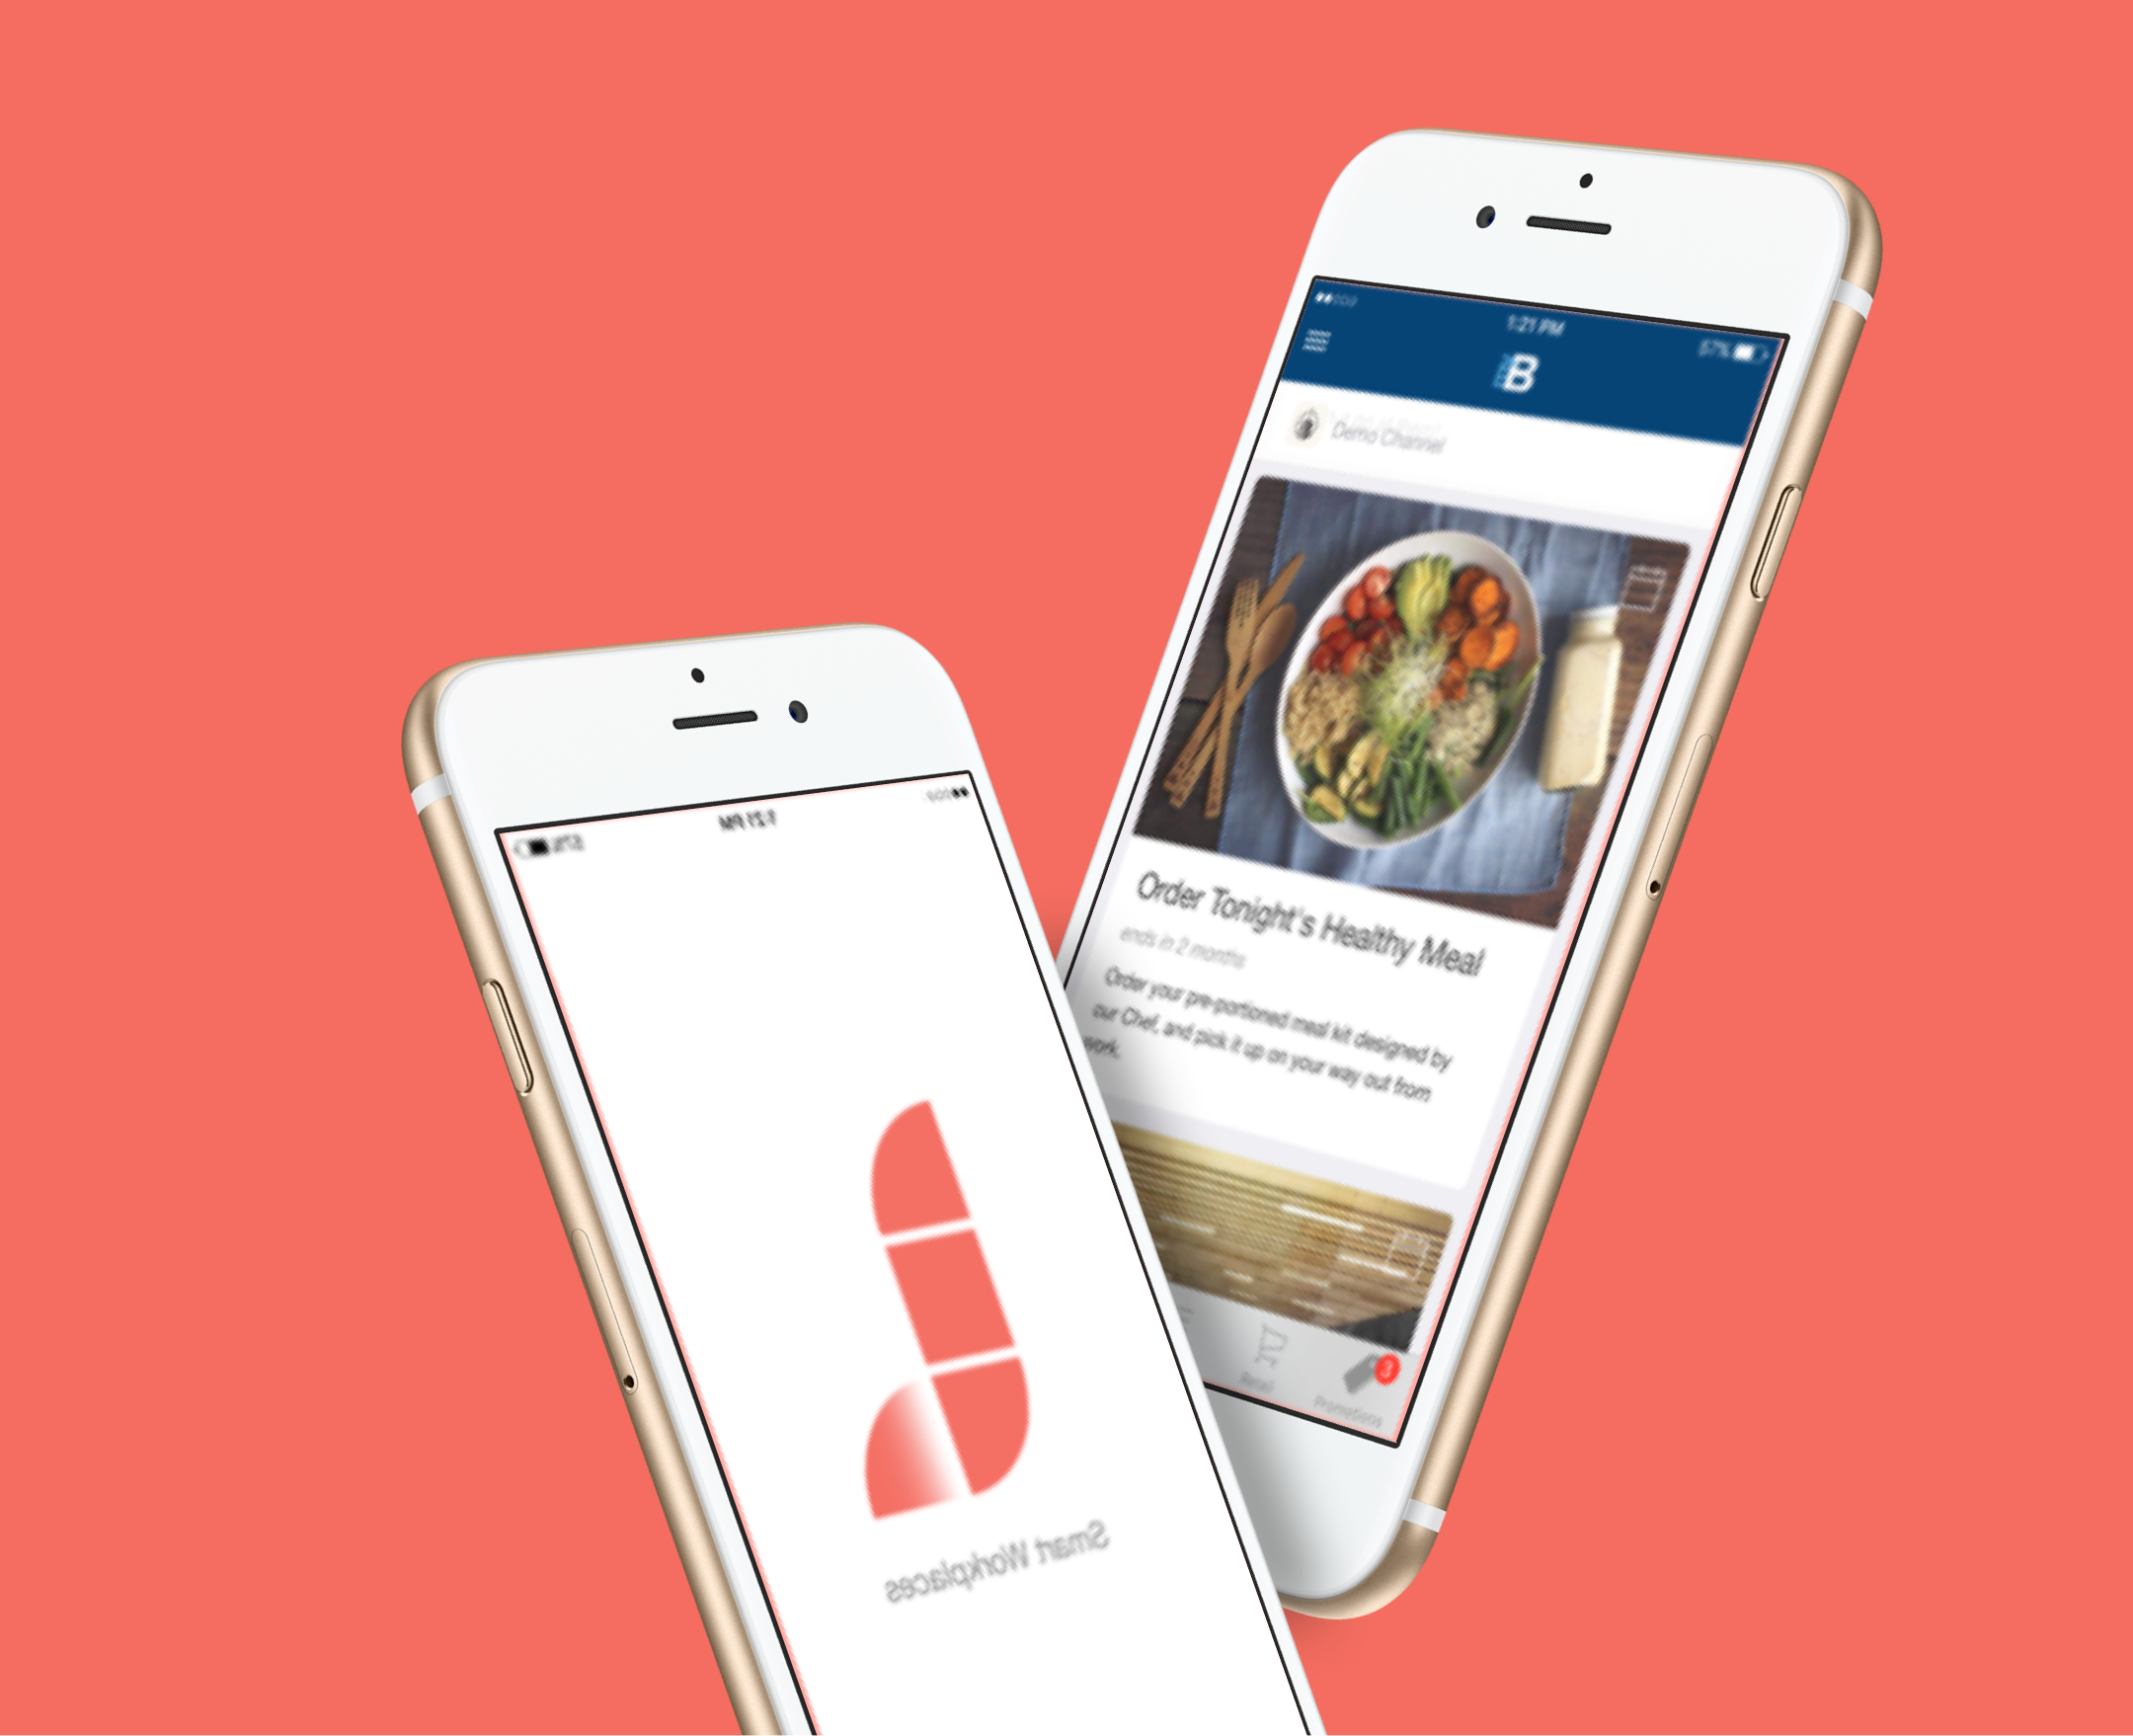 1:21 PM
57%
B
Demo Channel
Order Tonight's Healthy Meal
ends in 2 months
Order your pre-portioned meal kit designed by
our Chef, and pick it up on your way out from
work.
Retail
Promotions
3
1:21 PM
57%
Smart Workplaces